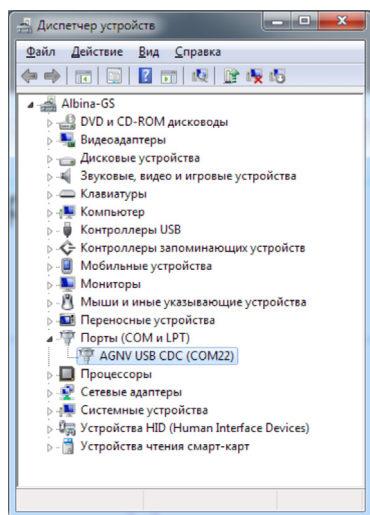 Диспетчер устройств
Файл Действие Вид Справка
Albina-GS
DVD и CD-ROM дисководы
Видеоадаптеры
Дисковые устройства
Звуковые, видео и игровые устройства
Клавиатуры
Компьютер
Контроллеры USB
Контроллеры запоминающих устройств
Мобильные устройства
Мониторы
Мыши и иные указывающие устройства
Переносные устройства
Порты (COM и LPT)
AGNV USB CDC (COM22)
Процессоры
Сетевые адаптеры
Системные устройства
Устройства HID (Human Interface Devices)
Устройства чтения смарт-карт